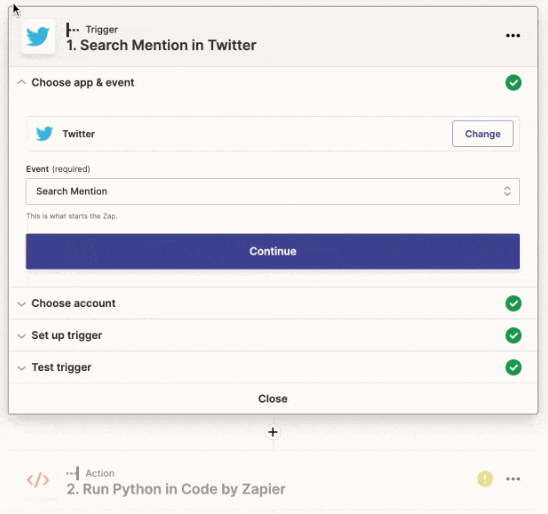 Trigger
1. Search Mention in Twitter
Choose app & event
Twitter
Change
Event (required)
Search Mention
This is what starts the Zap.
Continue
Choose account
Set up trigger
Test trigger
Close
Action
2. Run Python in Code by Zapier